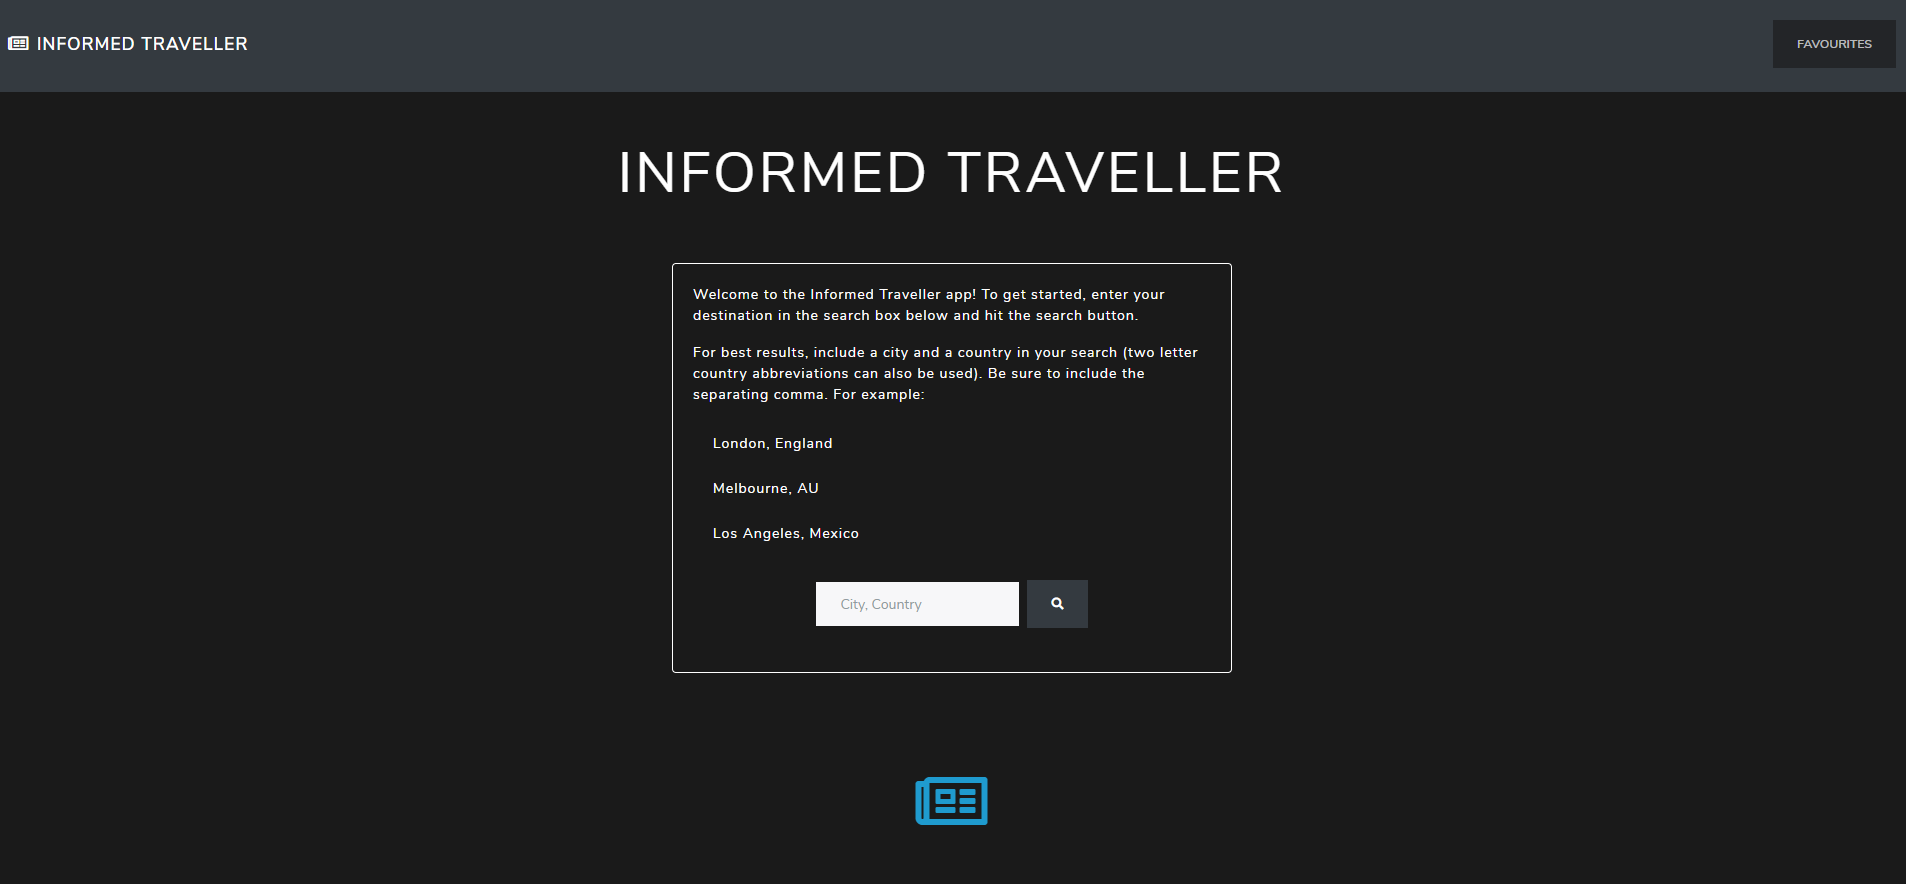 INFORMED TRAVELLER
FAVOURITES
INFORMED TRAVELLER
Welcome to the Informed Traveller app! To get started, enter your
destination in the search box below and hit the search button.
For best results, include a city and a country in your search (two letter
country abbreviations can also be used). Be sure to include the
separating comma. For example:
London, England
Melbourne, AU
Los Angeles, Mexico
City, Country